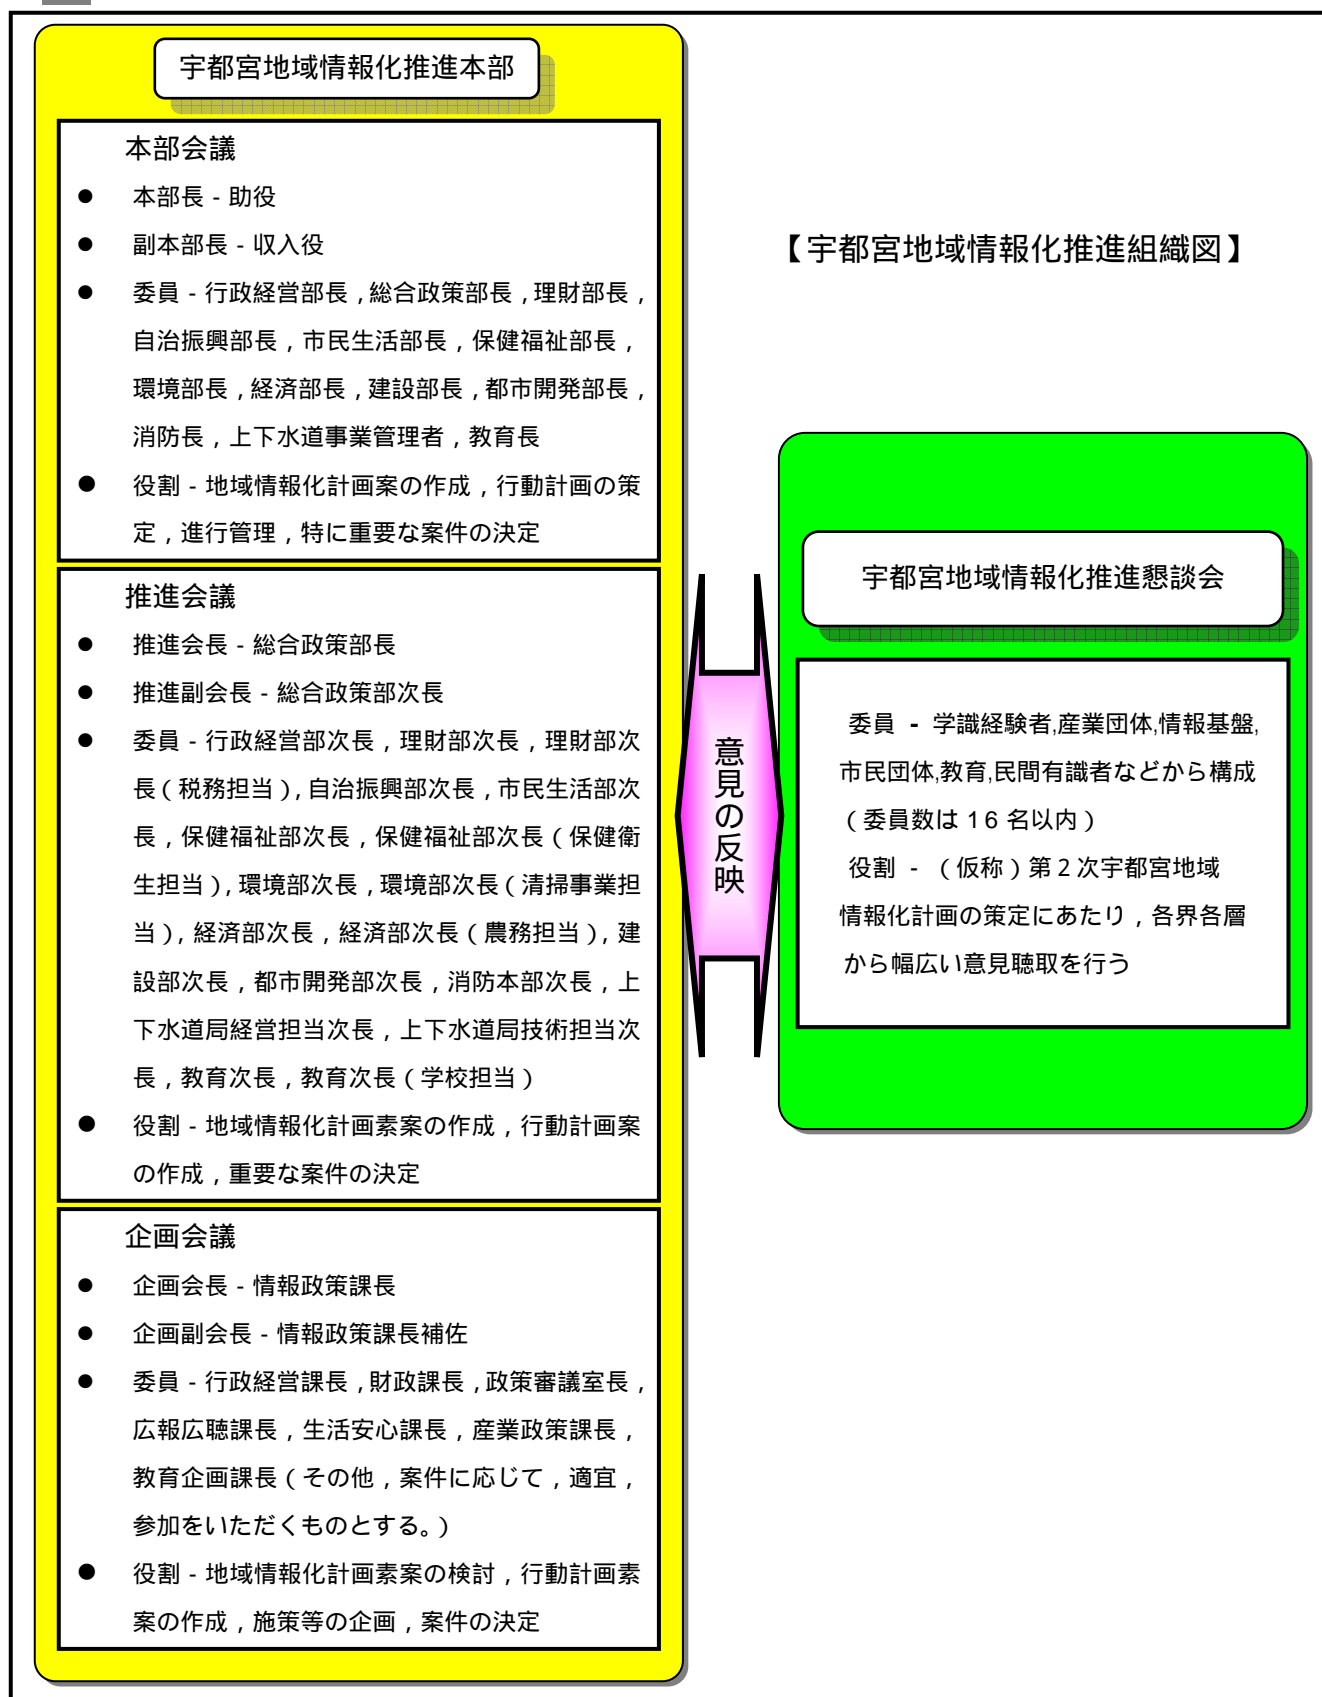 宇都宮地域情報化推進本部
本部会議
● 本部長 - 助役
● 副本部長 - 収入役
● 委員 - 行政経営部長，総合政策部長，理財部長，
自治振興部長，市民生活部長，保健福祉部長，
環境部長，経済部長，建設部長，都市開発部長，
消防長，上下水道事業管理者，教育長
● 役割 - 地域情報化計画案の作成，行動計画の策
定，進行管理，特に重要な案件の決定
推進会議
● 推進会長 - 総合政策部長
● 推進副会長 - 総合政策部次長
● 委員 - 行政経営部次長，理財部次長，理財部次
長（税務担当），自治振興部次長，市民生活部次
長，保健福祉部次長，保健福祉部次長（保健衛
生担当），環境部次長，環境部次長（清掃事業担
当），経済部次長，経済部次長（農務担当），建
設部次長，都市開発部次長，消防本部次長，上
下水道局経営担当次長，上下水道局技術担当次
長，教育次長，教育次長（学校担当）
● 役割 - 地域情報化計画素案の作成，行動計画案
の作成，重要な案件の決定
企画会議
● 企画会長 - 情報政策課長
● 企画副会長 - 情報政策課長補佐
● 委員 - 行政経営課長，財政課長，政策審議室長，
広報広聴課長，生活安心課長，産業政策課長，
教育企画課長（その他，案件に応じて，適宜，
参加をいただくものとする。）
● 役割 - 地域情報化計画素案の検討，行動計画素
案の作成，施策等の企画，案件の決定
【宇都宮地域情報化推進組織図】
意見の反映
宇都宮地域情報化推進懇談会
委員 - 学識経験者,産業団体,情報基盤,
市民団体,教育,民間有識者などから構成
（委員数は 16 名以内）
役割 - （仮称）第２次宇都宮地域
情報化計画の策定にあたり，各界各層
から幅広い意見聴取を行う